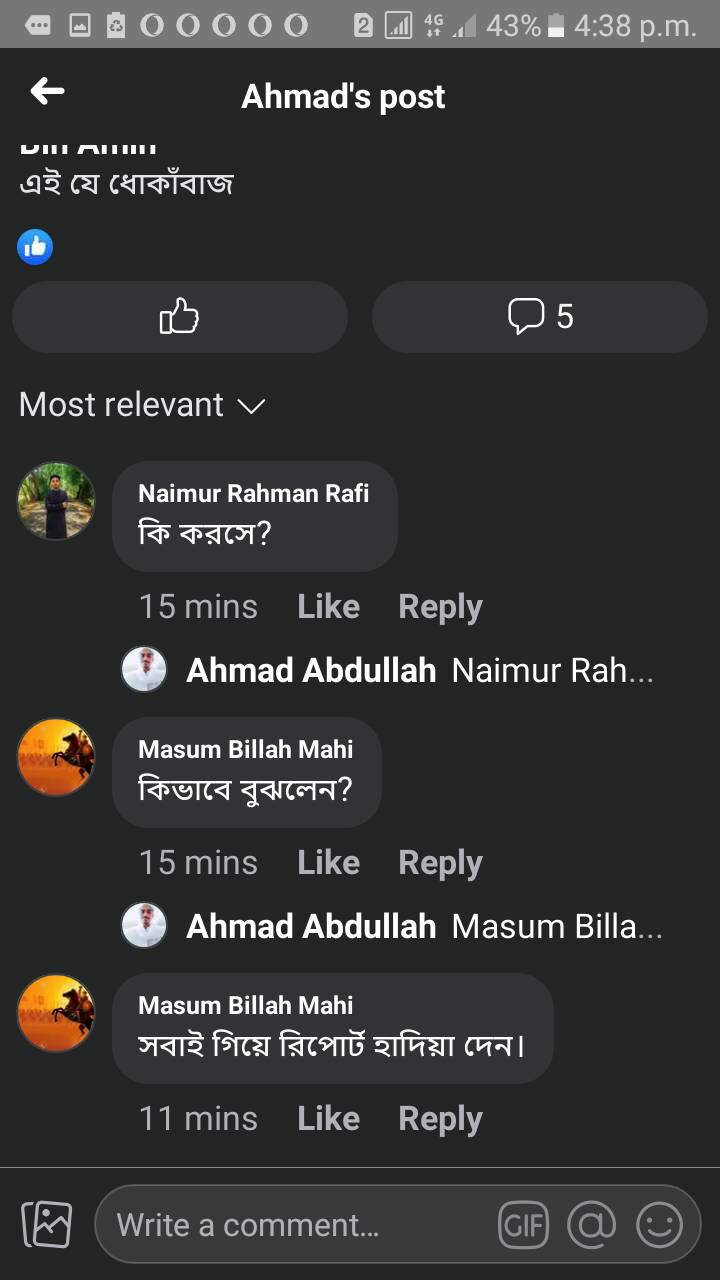 2 4G 43% 4:38 p.m.
Ahmad's post
Bin Amin
এই যে ধোকাঁবাজ
5
Most relevant
Naimur Rahman Rafi
কি করসে?
15 mins Like Reply
Ahmad Abdullah Naimur Rah...
Masum Billah Mahi
কিভাবে বুঝলেন?
15 mins Like Reply
Ahmad Abdullah Masum Billa...
Masum Billah Mahi
সবাই গিয়ে রিপোর্ট হাদিয়া দেন।
11 mins Like Reply
Write a comment... GIF @